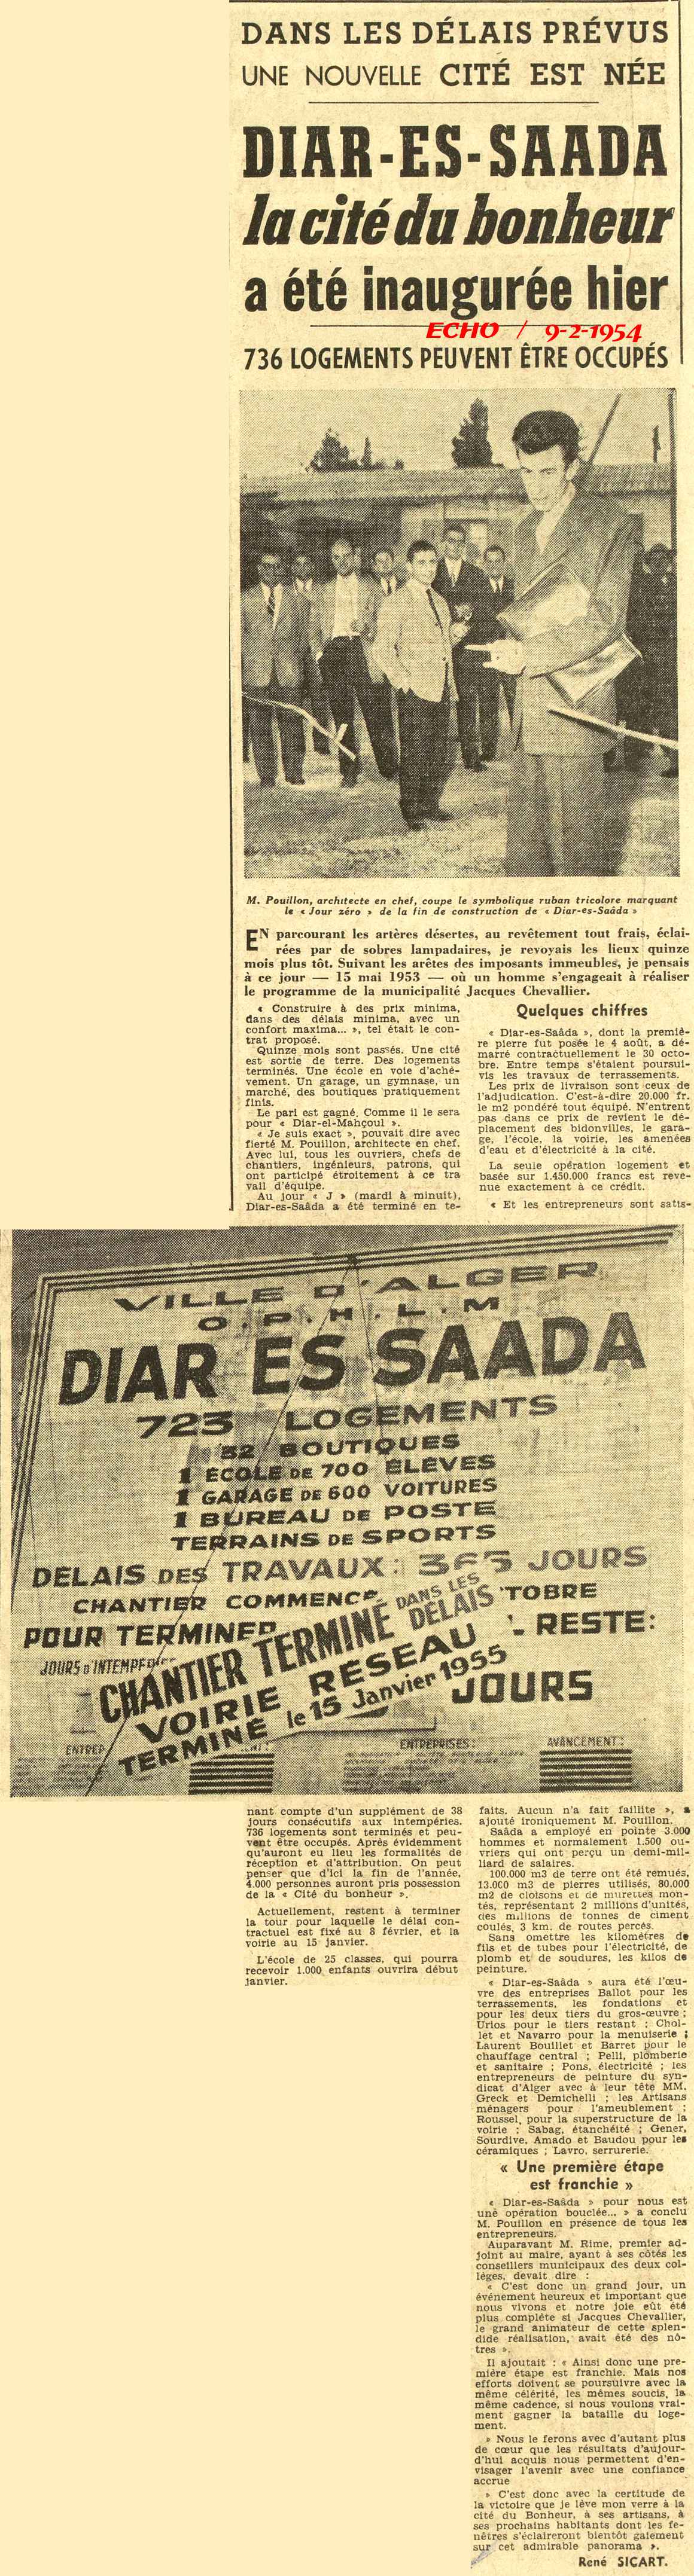 DANS LES DÉLAIS PRÉVUS
UNE NOUVELLE CITÉ EST NÉE
DIAR-ES-SAADA
la cité du bonheur
a été inaugurée hier
ECHO / 9-2-1954
736 LOGEMENTS PEUVENT ÊTRE OCCUPÉS
M. Pouillon, architecte en chef, coupe le symbolique ruban tricolore marquant
le « Jour zéro » de la fin de construction de « Diar-es-Saâda »
EN parcourant les artères désertes, au revêtement tout frais, éclai-
rées par de sobres lampadaires, je revoyais les lieux quinze
mois plus tôt. Suivant les arêtes des imposants immeubles, je pensais
à ce jour — 15 mai 1953 — où un homme s'engageait à réaliser
le programme de la municipalité Jacques Chevallier.
« Construire à des prix minima,
dans des délais minima, avec un
confort maxima... », tel était le con-
trat proposé.
Quinze mois sont passés. Une cité
est sortie de terre. Des logements
terminés. Une école en voie d'achè-
vement. Un garage, un gymnase, un
marché, des boutiques pratiquement
finis.
Le pari est gagné. Comme il le sera
pour « Diar-el-Mahçoul ».
« Je suis exact », pouvait dire avec
fierté M. Pouillon, architecte en chef.
Avec lui, tous les ouvriers, chefs de
chantiers, ingénieurs, patrons, qui
ont participé étroitement à ce tra
vail d'équipe.
Au jour « J » (mardi à minuit),
Diar-es-Saâda a été terminé en te-
Quelques chiffres
« Diar-es-Saâda », dont la premiè-
re pierre fut posée le 4 août, a dé-
marré contractuellement le 30 octo-
bre. Entre temps s'étaient poursui-
vis les travaux de terrassements.
Les prix de livraison sont ceux de
l'adjudication. C'est-à-dire 20.000 fr.
le m2 pondéré tout équipé. N'entrent
pas dans ce prix de revient le dé-
placement des bidonvilles, le gara-
ge, l'école, la voirie, les amenées
d'eau et d'électricité à la cité.
La seule opération logement et
basée sur 1.450.000 francs est reve-
nue exactement à ce crédit.
« Et les entrepreneurs sont satis-
VILLE D'ALGER
O.P.H.L.M
DIAR ES SAADA
723 LOGEMENTS
32 BOUTIQUES
1 ÉCOLE DE 700 ÉLÈVES
1 GARAGE DE 600 VOITURES
1 BUREAU DE POSTE
TERRAINS DE SPORTS
DELAIS DES TRAVAUX : 365 JOURS
CHANTIER COMMENCE TOBRE
POUR TERMINER RESTE:
JOURS D'INTEMPERIE
JOURS
CHANTIER TERMINÉ DANS LES DÉLAIS
VOIRIE RESEAU
TERMINÉ le 15 Janvier 1955
ENTREPRISES : AVANCEMENT :
nant compte d'un supplément de 38
jours consécutifs aux intempéries.
736 logements sont terminés et peu-
vent être occupés. Après évidemment
qu'auront eu lieu les formalités de
réception et d'attribution. On peut
penser que d'ici la fin de l'année,
4.000 personnes auront pris possession
de la « Cité du bonheur ».
Actuellement, restent à terminer
la tour pour laquelle le délai con-
tractuel est fixé au 8 février, et la
voirie au 15 janvier.
L'école de 25 classes, qui pourra
recevoir 1.000 enfants ouvrira début
janvier.
faits. Aucun n'a fait faillite », a
ajouté ironiquement M. Pouillon.
Saâda a employé en pointe 3.000
hommes et normalement 1.500 ou-
vriers qui ont perçu un demi-mil-
liard de salaires.
100.000 m3 de terre ont été remués,
13.000 m3 de pierres utilisés, 80.000
m2 de cloisons et de murettes mon-
tés, représentant 2 millions d'unités,
des millions de tonnes de ciment
coulés, 3 km. de routes percés.
Sans omettre les kilomètres de
fils et de tubes pour l'électricité, de
plomb et de soudures, les kilos de
peinture.
« Diar-es-Saâda » aura été l'œu-
vre des entreprises Ballot pour les
terrassements, les fondations et
pour les deux tiers du gros-œuvre ;
Urios pour le tiers restant ; Chol-
let et Navarro pour la menuiserie ;
Laurent Bouillet et Barret pour le
chauffage central ; Pelli, plomberie
et sanitaire ; Pons, électricité ; les
entrepreneurs de peinture du syn-
dicat d'Alger avec à leur tête MM.
Greck et Demichelli ; les Artisans
ménagers pour l'ameublement ;
Roussel, pour la superstructure de la
voirie ; Sabag, étanchéité ; Gener,
Sourdive, Amado et Baudou pour les
céramiques ; Lavro, serrurerie.
« Une première étape
est franchie »
« Diar-es-Saâda » pour nous est
une opération bouclée... » a conclu
M. Pouillon en présence de tous les
entrepreneurs.
Auparavant M. Rime, premier ad-
joint au maire, ayant à ses côtés les
conseillers municipaux des deux col-
lèges, devait dire :
« C'est donc un grand jour, un
événement heureux et important que
nous vivons et notre joie eût été
plus complète si Jacques Chevallier,
le grand animateur de cette splen-
dide réalisation, avait été des nô-
tres ».
Il ajoutait : « Ainsi donc une pre-
mière étape est franchie. Mais nos
efforts doivent se poursuivre avec la
même célérité, les mêmes soucis, la
même cadence, si nous voulons vrai-
ment gagner la bataille du loge-
ment.
» Nous le ferons avec d'autant plus
de cœur que les résultats d'aujour-
d'hui acquis nous permettent d'en-
visager l'avenir avec une confiance
accrue
» C'est donc avec la certitude de
la victoire que je lève mon verre à la
cité du Bonheur, à ses artisans, à
ses prochains habitants dont les fe-
nêtres s'éclaireront bientôt gaiement
sur cet admirable panorama ».
René SICART.